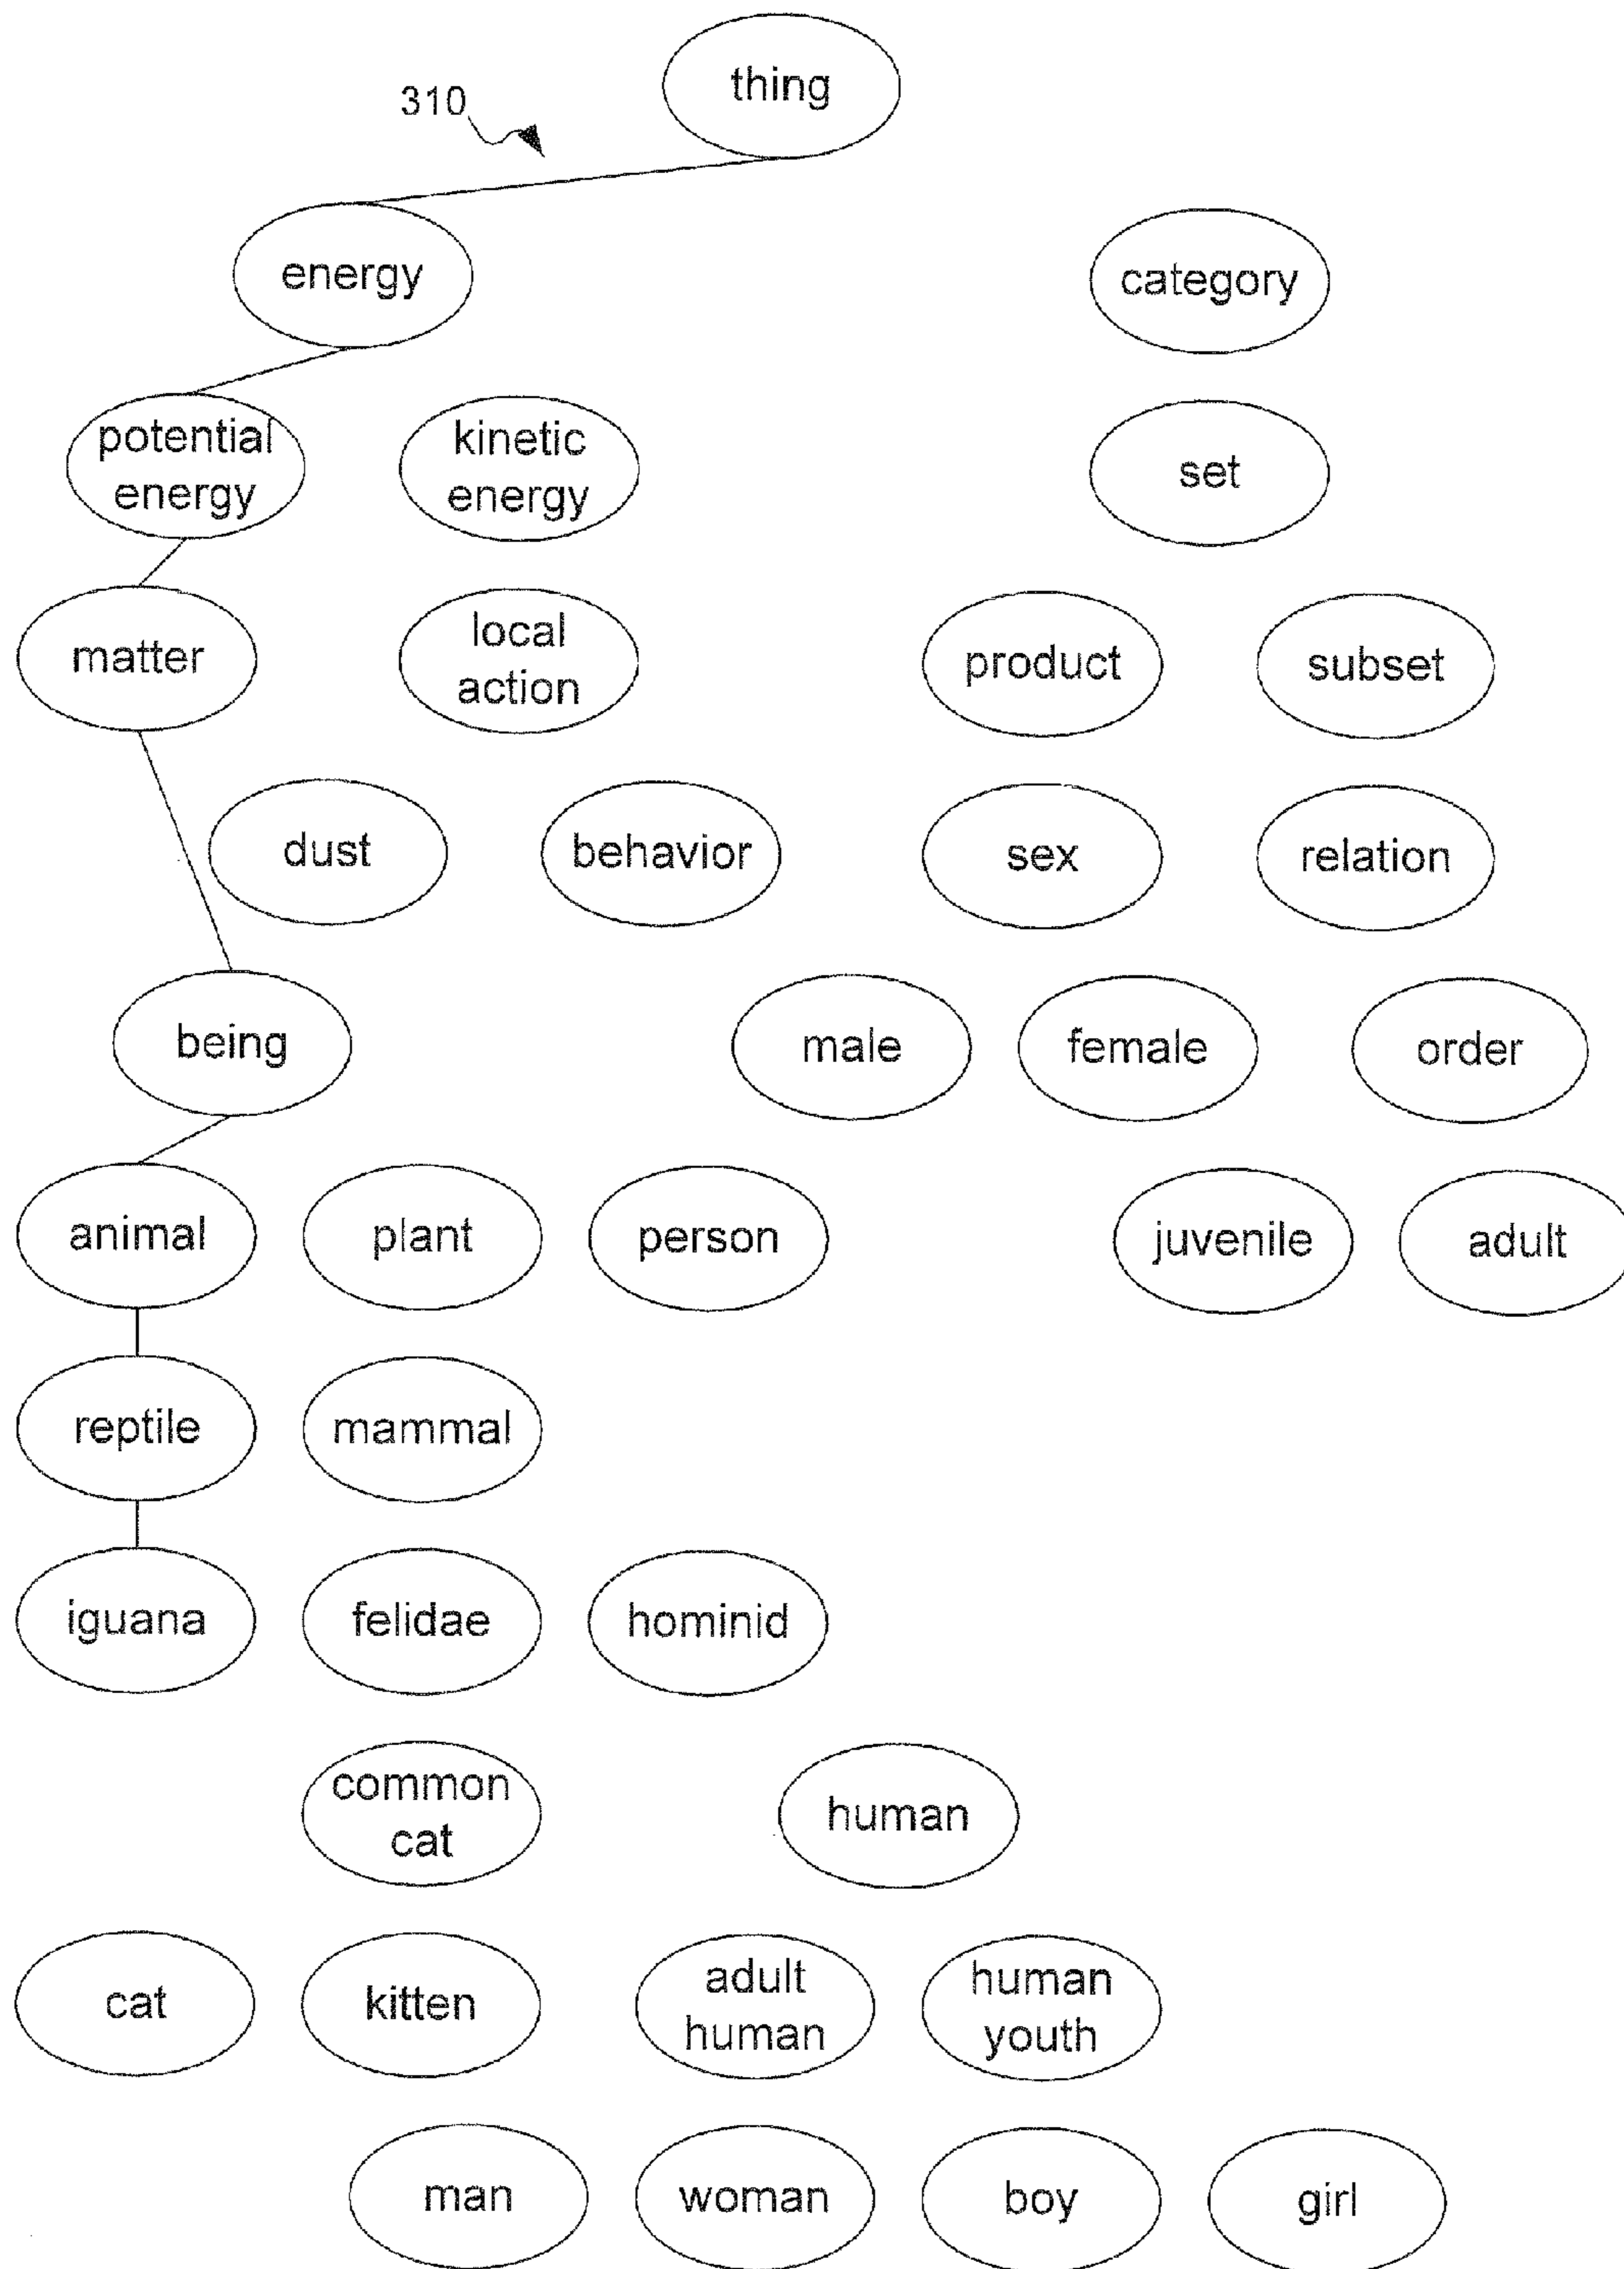 thing
310
energy
category
potential
energy
kinetic
energy
set
matter
local
action
product
subset
dust
behavior
sex
relation
being
male
female
order
animal
plant
person
juvenile
adult
reptile
mammal
iguana
felidae
hominid
common
cat
human
cat
kitten
adult
human
human
youth
man
woman
boy
girl